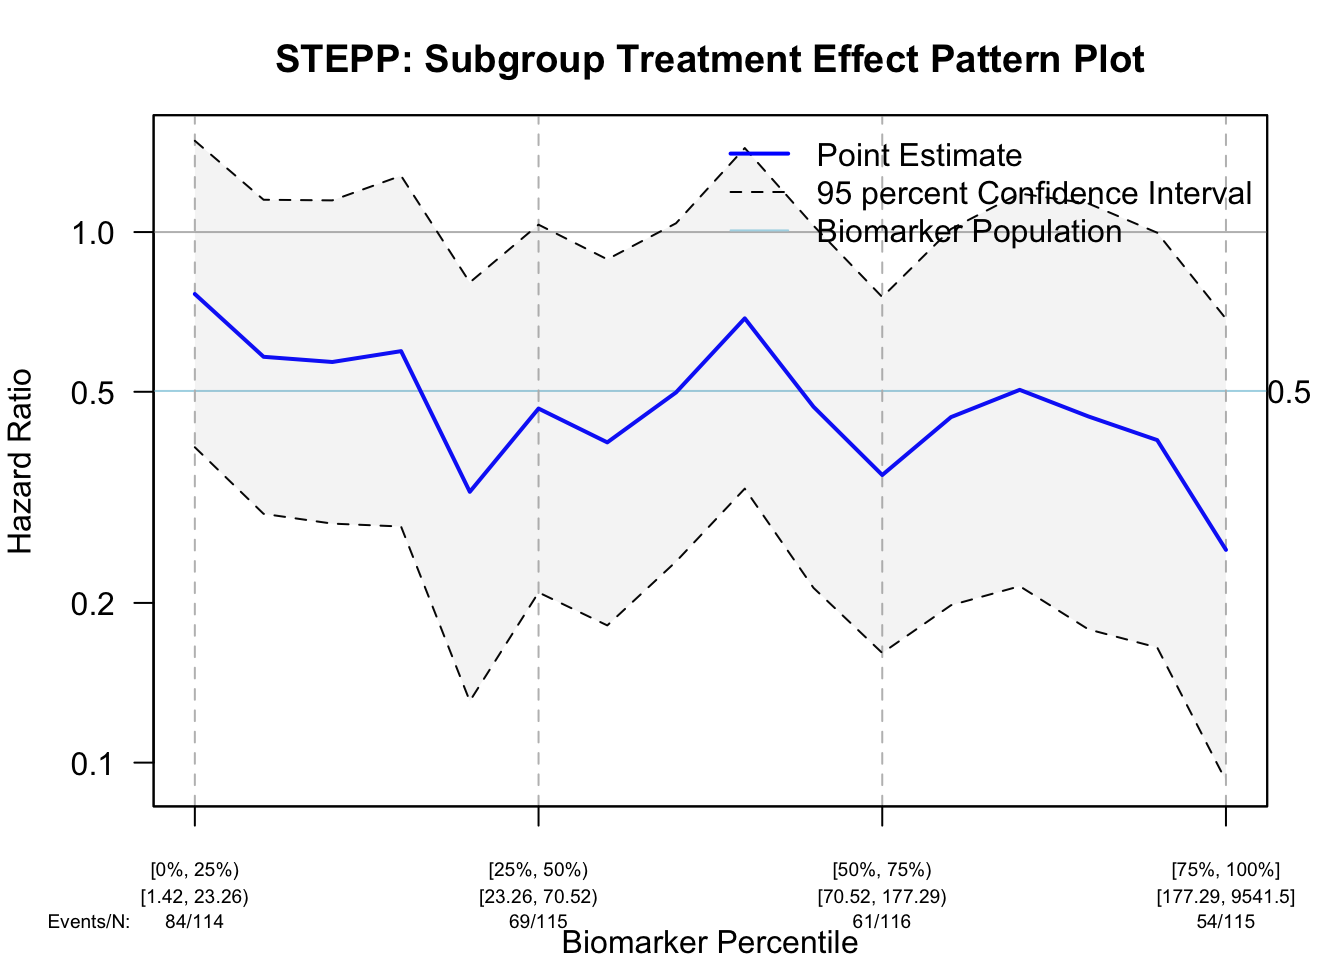 STEPP: Subgroup Treatment Effect Pattern Plot
Point Estimate
95 percent Confidence Interval
Biomarker Population
Hazard Ratio
1.0
0.5
0.2
0.1
0.5
[0%, 25%) [25%, 50%) [50%, 75%) [75%, 100%]
[1.42, 23.26) [23.26, 70.52) [70.52, 177.29) [177.29, 9541.5]
Events/N: 84/114 69/115 61/116 54/115
Biomarker Percentile